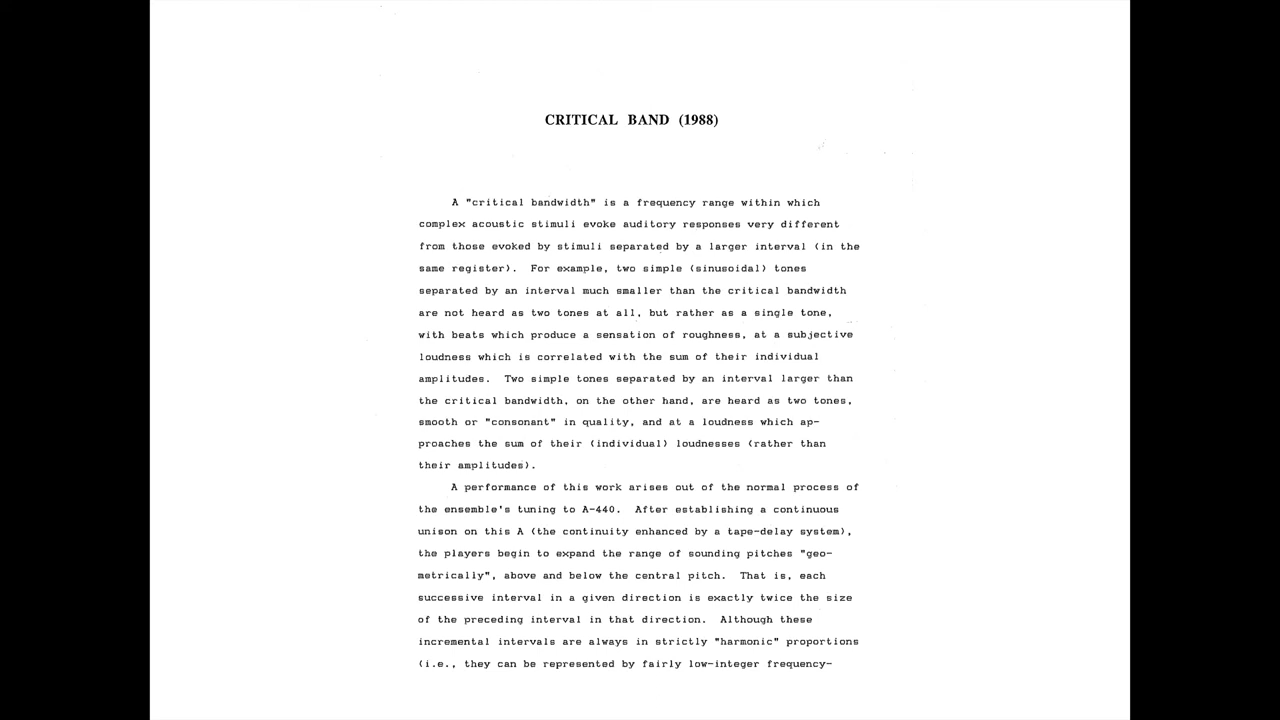 CRITICAL BAND (1988)
A "critical bandwidth" is a frequency range within which
complex acoustic stimuli evoke auditory responses very different
from those evoked by stimuli separated by a larger interval (in the
same register). For example, two simple (sinusoidal) tones
separated by an interval much smaller than the critical bandwidth
are not heard as two tones at all, but rather as a single tone,
with beats which produce a sensation of roughness, at a subjective
loudness which is correlated with the sum of their individual
amplitudes. Two simple tones separated by an interval larger than
the critical bandwidth, on the other hand, are heard as two tones,
smooth or "consonant" in quality, and at a loudness which ap-
proaches the sum of their (individual) loudnesses (rather than
their amplitudes).
A performance of this work arises out of the normal process of
the ensemble's tuning to A-440. After establishing a continuous
unison on this A (the continuity enhanced by a tape-delay system),
the players begin to expand the range of sounding pitches "geo-
metrically", above and below the central pitch. That is, each
successive interval in a given direction is exactly twice the size
of the preceding interval in that direction. Although these
incremental intervals are always in strictly "harmonic" proportions
(i.e., they can be represented by fairly low-integer frequency-